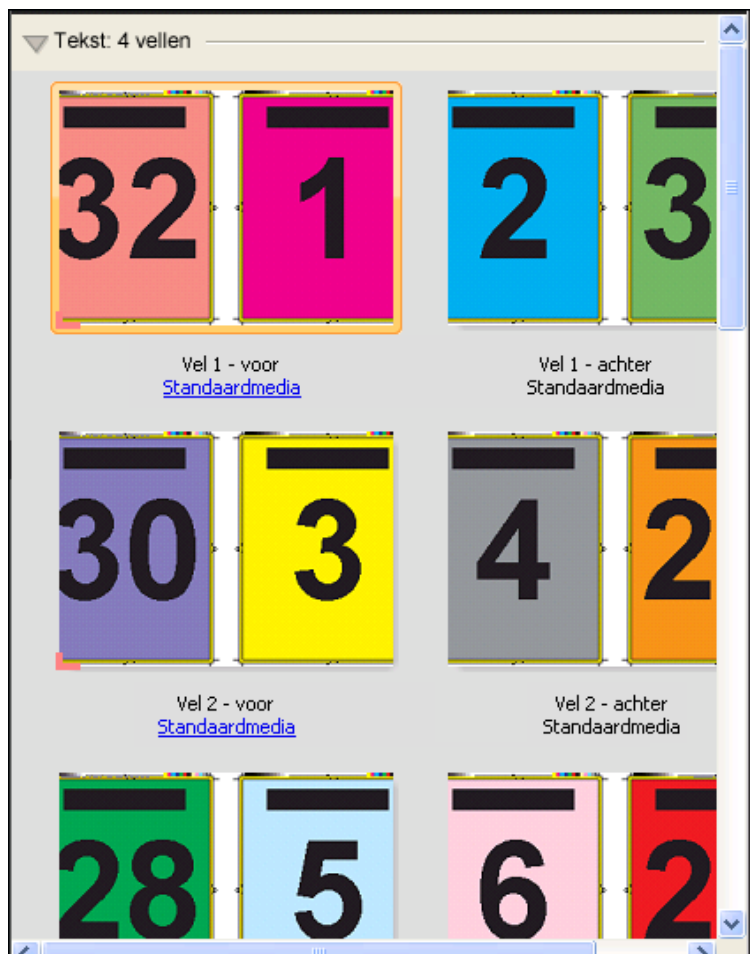 Tekst: 4 vellen
32 1 2 3
Vel 1 - voor Vel 1 - achter
Standaardmedia Standaardmedia
30 3 4 2
Vel 2 - voor Vel 2 - achter
Standaardmedia Standaardmedia
28 5 6 2